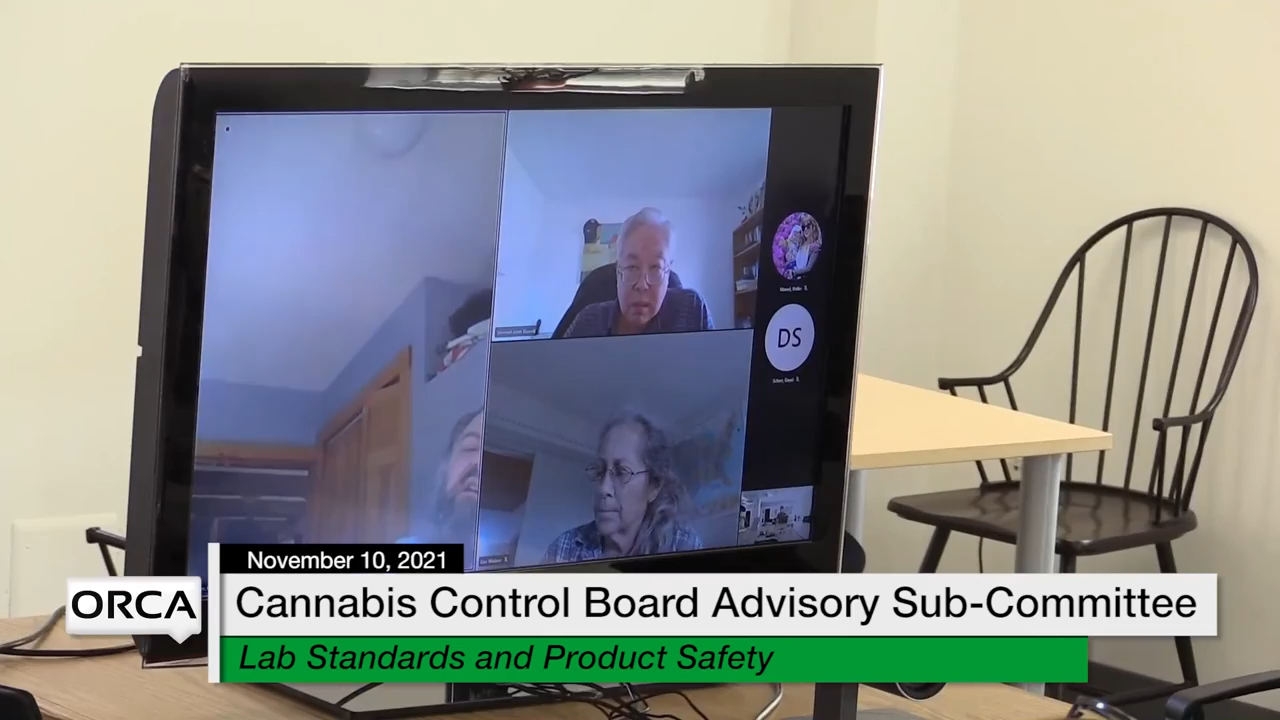 DS
November 10, 2021
ORCA
Cannabis Control Board Advisory Sub-Committee
Lab Standards and Product Safety